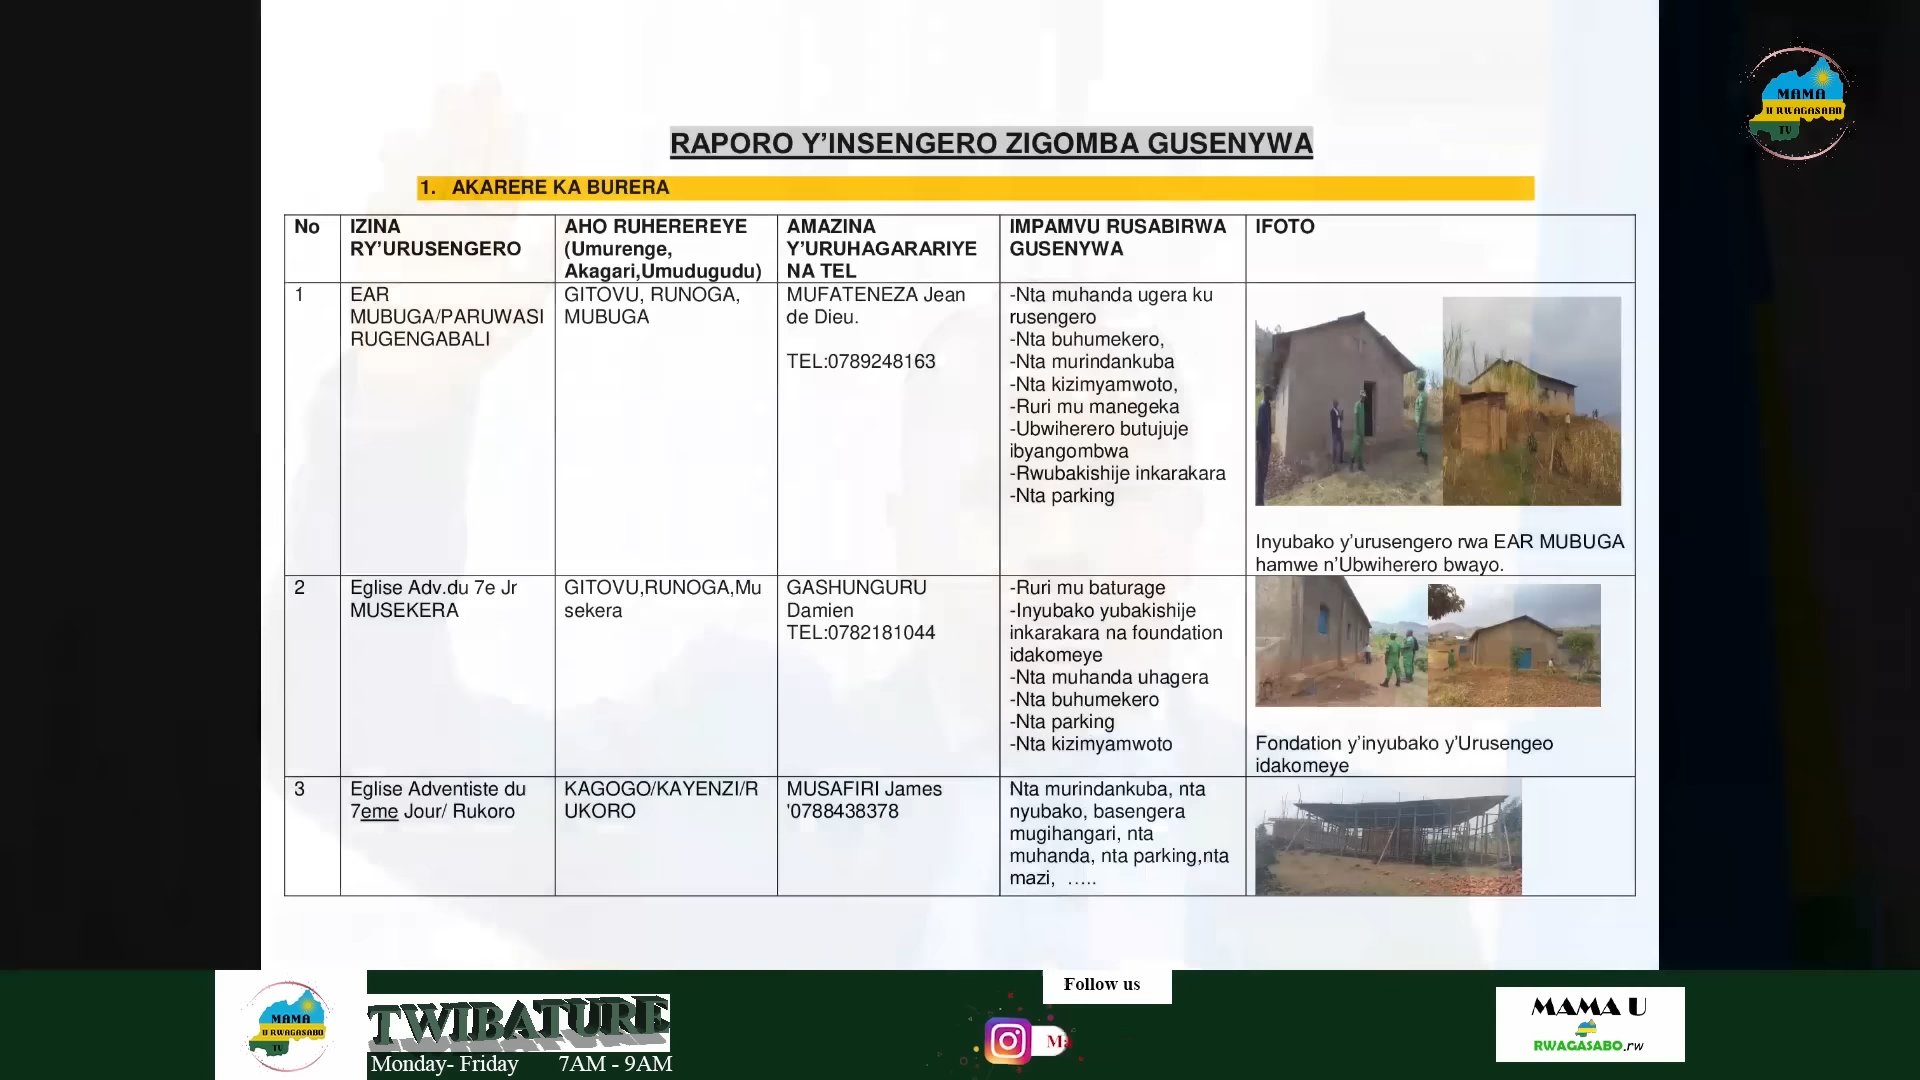 MAMA
U RWAGASABO
TV
RAPORO Y’INSENGERO ZIGOMBA GUSENYWA
1. AKARERE KA BURERA
No
IZINA
RY’URUSENGERO
AHO RUHEREREYE
(Umurenge,
Akagari,Umudugudu)
AMAZINA
Y’URUHAGARARIYE
NA TEL
IMPAMVU RUSABIRWA
GUSENYWA
IFOTO
1
EAR
MUBUGA/PARUWASI
RUGENGABALI
GITOVU, RUNOGA,
MUBUGA
MUFATENEZA Jean
de Dieu.
TEL:0789248163
-Nta muhanda ugera ku
rusengero
-Nta buhumekero,
-Nta murindankuba
-Nta kizimyamwoto,
-Ruri mu manegeka
-Ubwiherero butujuje
ibyangombwa
-Rwubakishije inkarakara
-Nta parking
Inyubako y’urusengero rwa EAR MUBUGA
hamwe n’Ubwiherero bwayo.
2
Eglise Adv.du 7e Jr
MUSEKERA
GITOVU,RUNOGA,Mu
sekera
GASHUNGURU
Damien
TEL:0782181044
-Ruri mu baturage
-Inyubako yubakishije
inkarakara na foundation
idakomeye
-Nta muhanda uhagera
-Nta buhumekero
-Nta parking
-Nta kizimyamwoto
Fondation y’inyubako y’Urusengeo
idakomeye
3
Eglise Adventiste du
7eme Jour/ Rukoro
KAGOGO/KAYENZI/R
UKORO
MUSAFIRI James
'0788438378
Nta murindankuba, nta
nyubako, basengera
mugihangari, nta
muhanda, nta parking,nta
mazi, …..
MAMA
U RWAGASABO
TV
TWIBATURE
Monday- Friday 7AM - 9AM
Follow us
Ma
MAMA U
RWAGASABO.rw